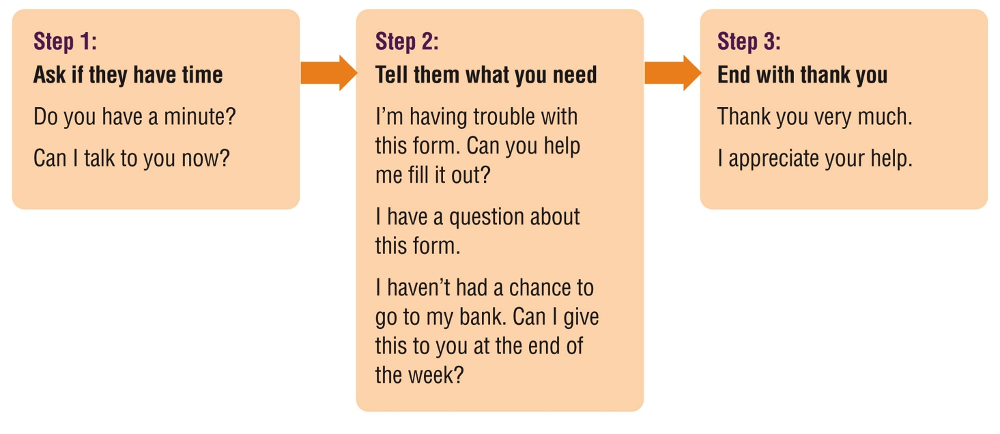 Step 1:
Ask if they have time
Do you have a minute?
Can I talk to you now?
Step 2:
Tell them what you need
I’m having trouble with
this form. Can you help
me fill it out?
I have a question about
this form.
I haven’t had a chance to
go to my bank. Can I give
this to you at the end of
the week?
Step 3:
End with thank you
Thank you very much.
I appreciate your help.